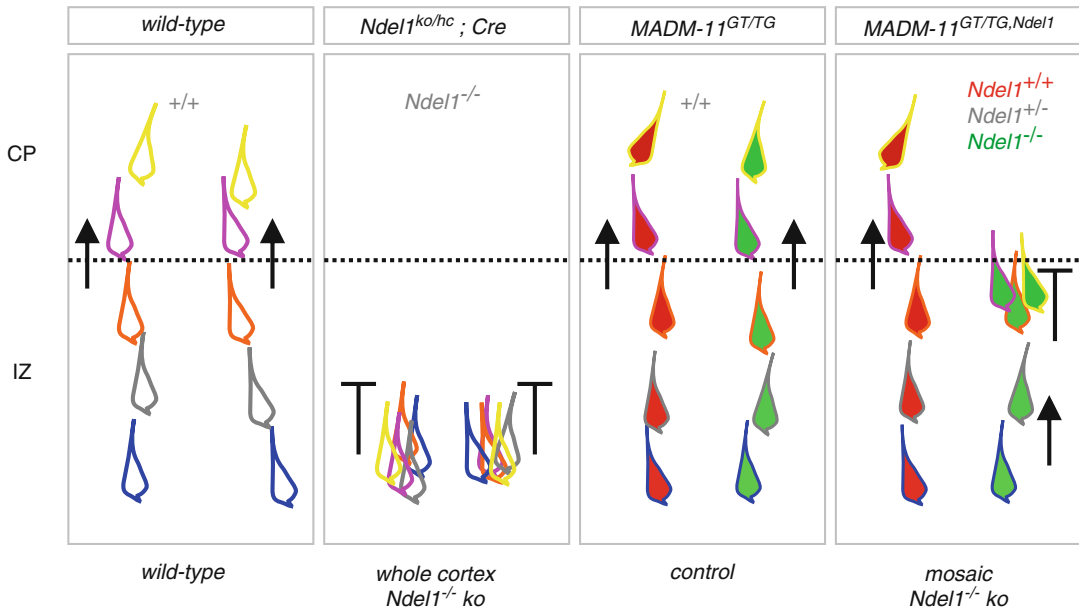 wild-type
Ndel1ko/hc ; Cre
MADM-11GT/TG
MADM-11GT/TG,Ndel1
CP
IZ
+/+
Ndel1-/-
+/+
Ndel1+/+
Ndel1+/-
Ndel1-/-
wild-type
whole cortex
Ndel1-/- ko
control
mosaic
Ndel1-/- ko